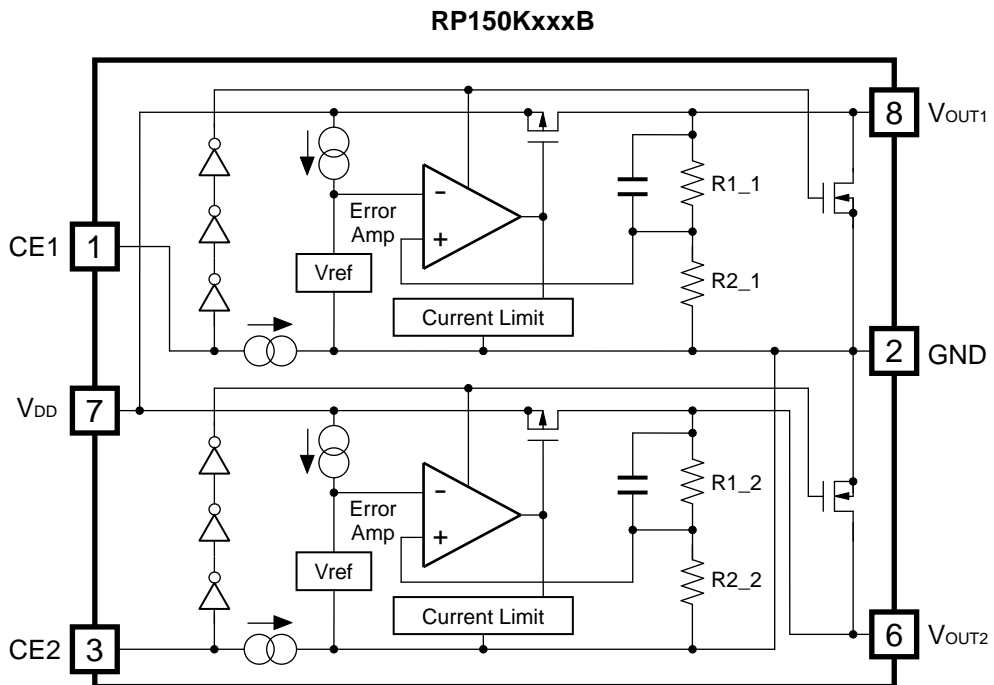 RP150KxxxB
8
VOUT1
R1_1
−
Error
Amp
+
CE1
1
Vref
R2_1
Current Limit
2
GND
VDD
7
R1_2
−
Error
Amp
+
Vref
R2_2
Current Limit
CE2
3
6
VOUT2